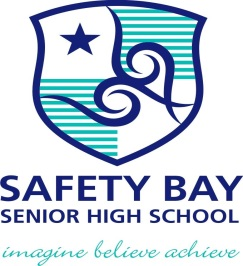 SAFETY BAY
SENIOR HIGH SCHOOL
imagine believe achieve